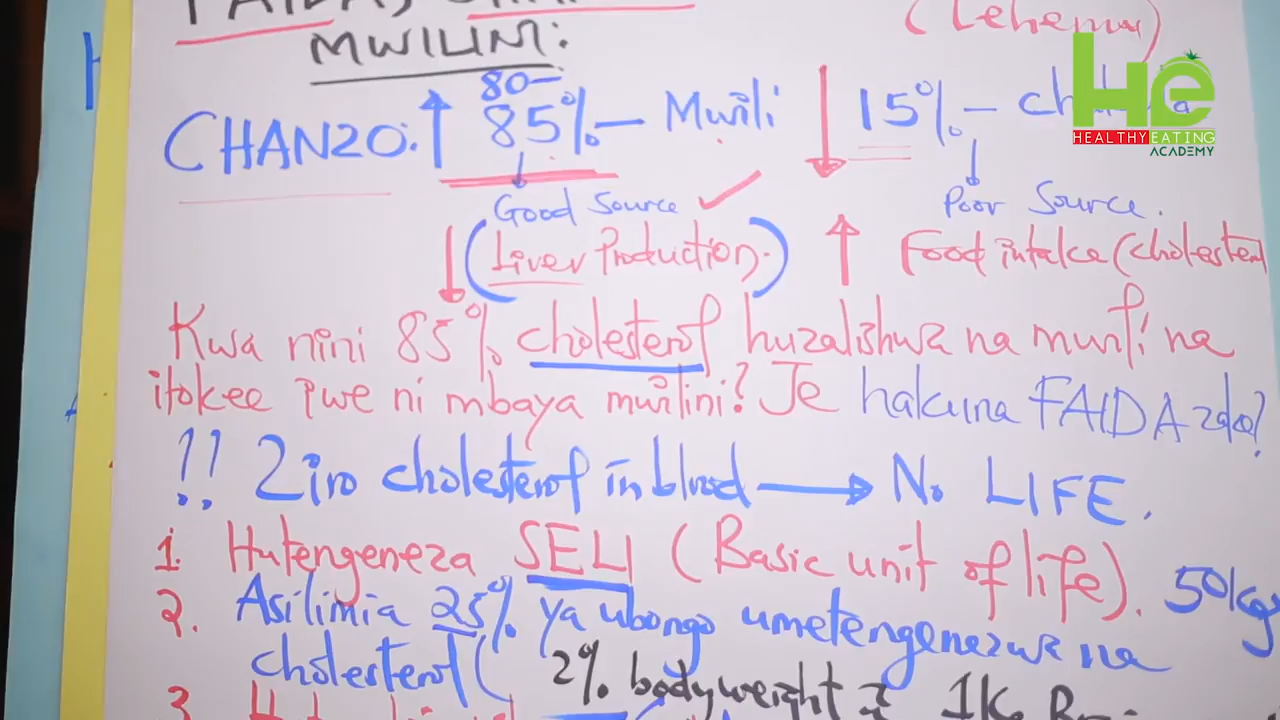 (Lehemu)
MWILINI:
80-
CHANZO. 85% — Mwili 15% —
Good Source Poor Source.
(Liver Production.) Food intake (cholesterol
Kwa nini 85% cholesterol huzalishwa na mwili na
itokee iwe ni mbaya mwilini? Je hakuna FAIDA zake?
!! Ziro cholesterol in blood → No LIFE.
1. Hutengeneza SELI (Basic unit of life).
50kgs
2. Asilimia 25% ya ubongo umetengenezwa na
cholesterol ( 2% bodyweight 1Kg
3.
He
HEALTHY EATING
ACADEMY